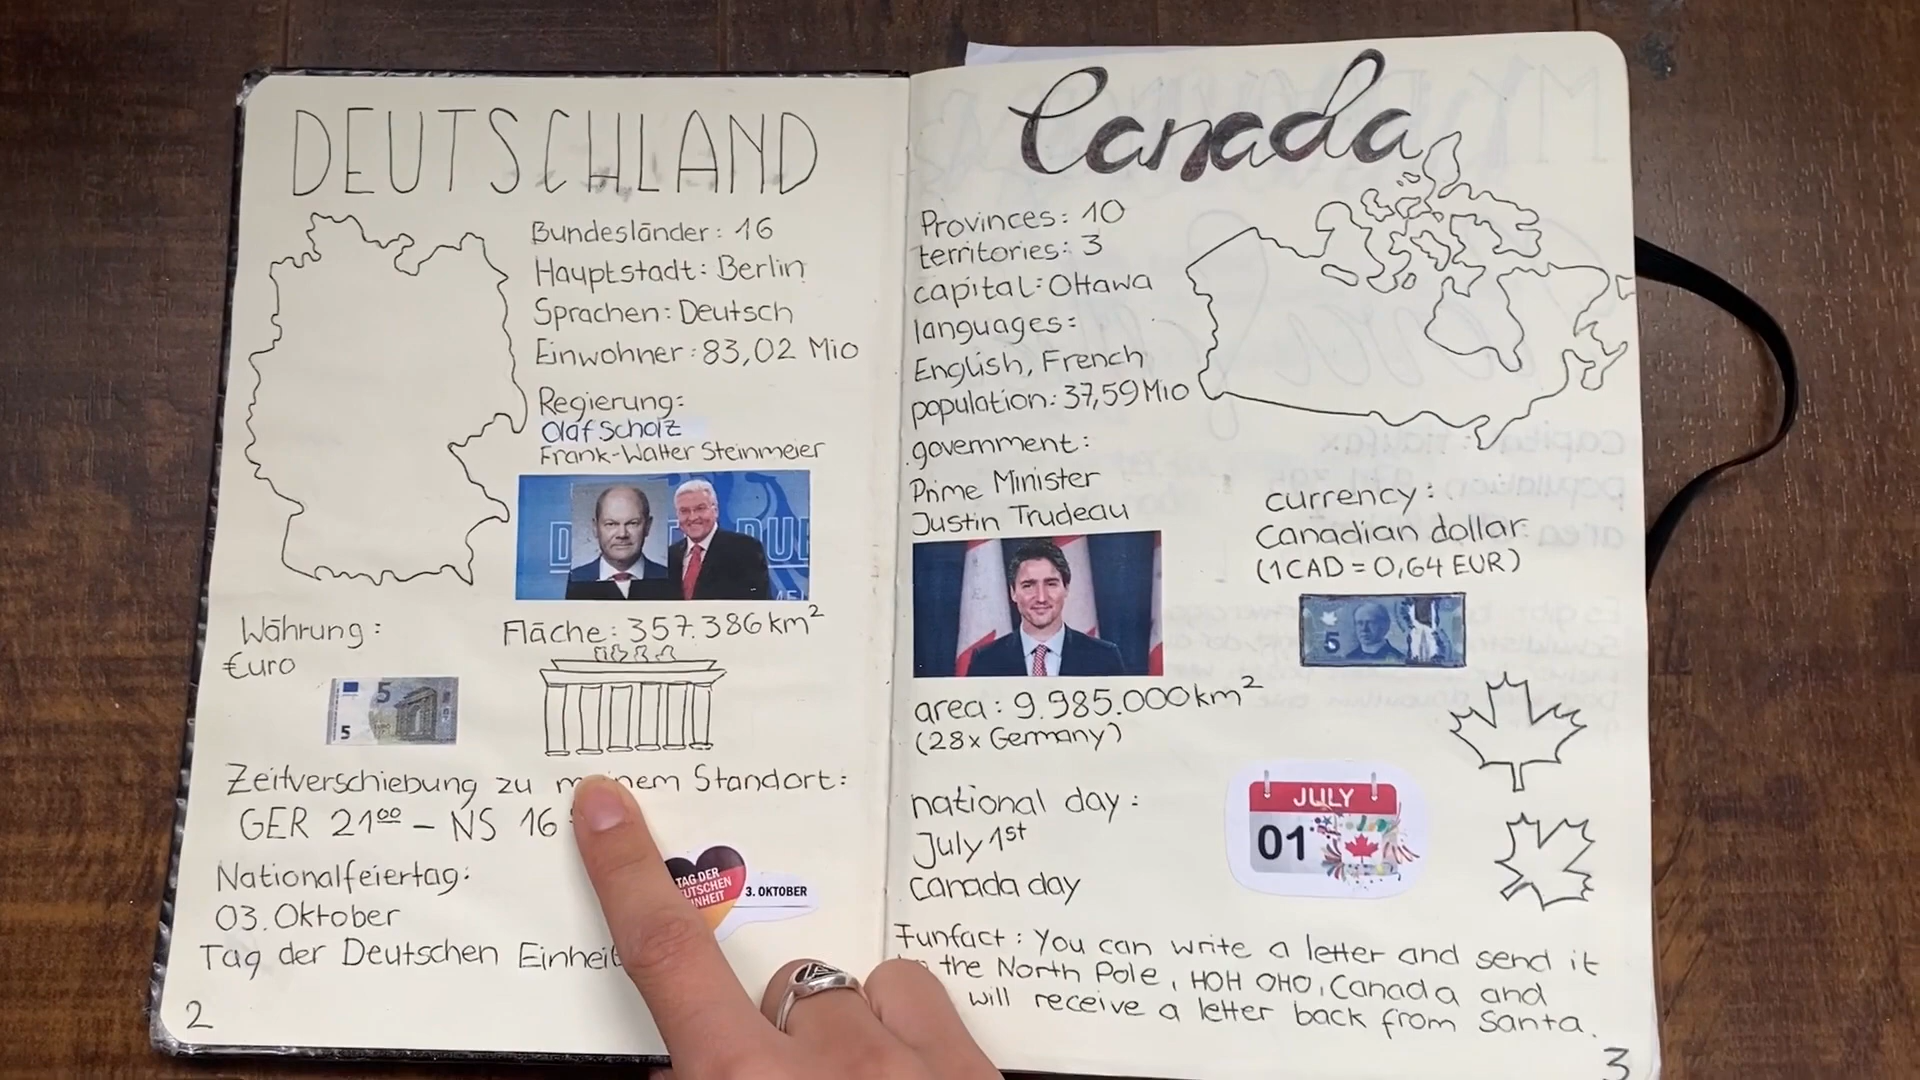 DEUTSCHLAND
Bundesländer: 16
Hauptstadt: Berlin
Sprachen: Deutsch
Einwohner: 83,02 Mio
Regierung:
Olaf Scholz
Frank-Walter Steinmeier
Währung:
€uro
5
5
Fläche: 357.386 km²
Zeitverschiebung zu meinem Standort:
GER 21⁰⁰ - NS 16
Nationalfeiertag:
03. Oktober
Tag der Deutschen Einheit
TAG DER
DEUTSCHEN
EINHEIT
3. OKTOBER
2
Canada
Provinces: 10
territories: 3
capital: Ottawa
languages:
English, French
population: 37,59 Mio
government:
Prime Minister
Justin Trudeau
currency:
Canadian dollar
(1CAD = 0,64 EUR)
5
area: 9.985.000 km²
(28x Germany)
national day:
July 1st
Canada day
JULY
01
Funfact: You can write a letter and send it
to the North Pole, HOH OHO, Canada and
will receive a letter back from Santa.
3